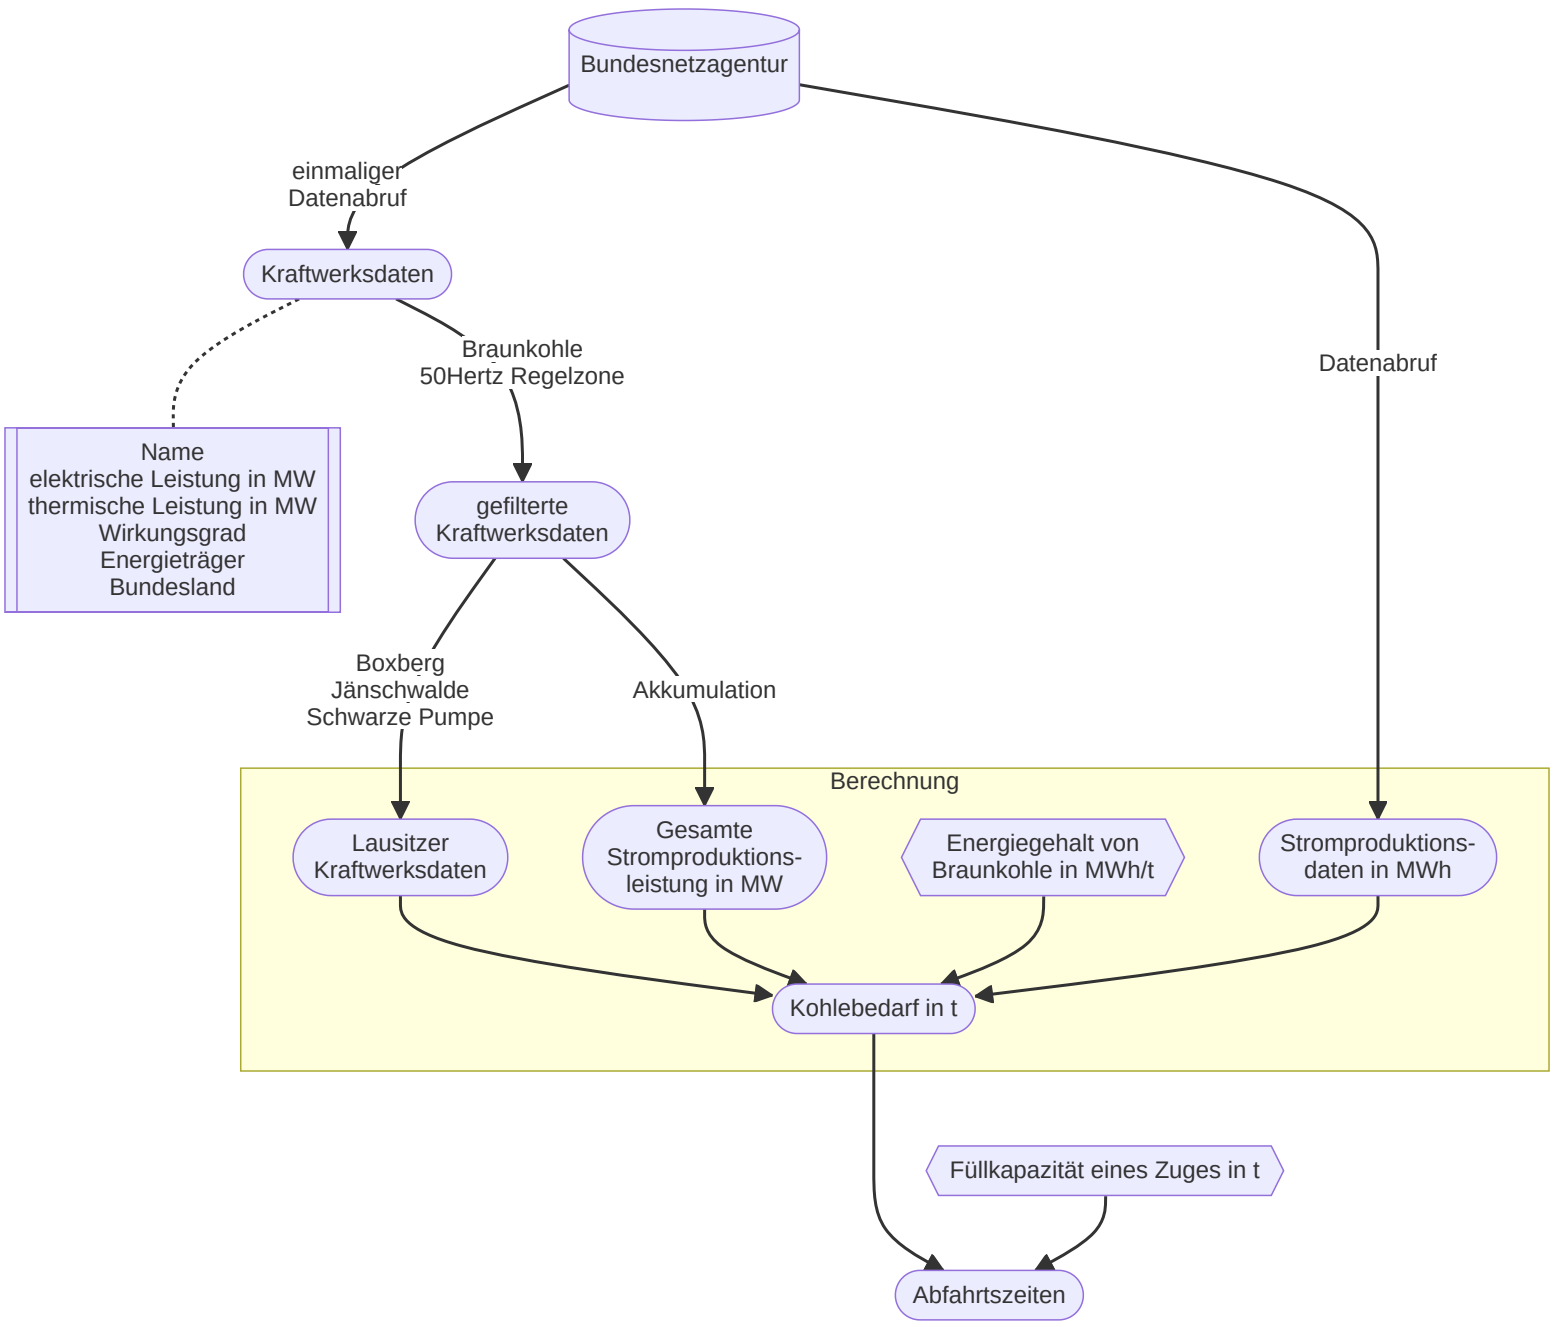 Bundesnetzagentur
einmaliger
Datenabruf
Kraftwerksdaten
Braunkohle
50Hertz Regelzone
Datenabruf
Name
elektrische Leistung in MW
thermische Leistung in MW
Wirkungsgrad
Energieträger
Bundesland
gefilterte
Kraftwerksdaten
Boxberg
Jänschwalde
Schwarze Pumpe
Akkumulation
Berechnung
Lausitzer
Kraftwerksdaten
Gesamte
Stromproduktions-
leistung in MW
Energiegehalt von
Braunkohle in MWh/t
Stromproduktions-
daten in MWh
Kohlebedarf in t
Füllkapazität eines Zuges in t
Abfahrtszeiten